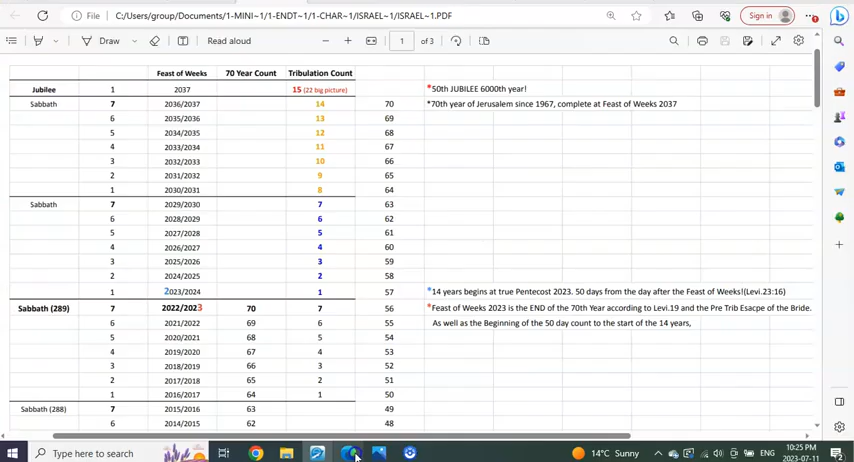 File
C:/Users/group/Documents/1-MINI~1/1-ENDT~1/1-CHAR~1/ISRAEL~1/ISRAEL~1.PDF
Sign in
Draw
Read aloud
1 of 3
Feast of Weeks 70 Year Count Tribulation Count
Jubilee 1 2037 15 (22 big picture) *50th JUBILEE 6000th year!
Sabbath 7 2036/2037 14 70 *70th year of Jerusalem since 1967, complete at Feast of Weeks 2037
6 2035/2036 13 69
5 2034/2035 12 68
4 2033/2034 11 67
3 2032/2033 10 66
2 2031/2032 9 65
1 2030/2031 8 64
Sabbath 7 2029/2030 7 63
6 2028/2029 6 62
5 2027/2028 5 61
4 2026/2027 4 60
3 2025/2026 3 59
2 2024/2025 2 58
1 2023/2024 1 57 *14 years begins at true Pentecost 2023. 50 days from the day after the Feast of Weeks!(Levi.23:16)
Sabbath (289) 7 2022/2023 70 7 56 *Feast of Weeks 2023 is the END of the 70th Year according to Levi.19 and the Pre Trib Esacpe of the Bride.
6 2021/2022 69 6 55 As well as the Beginning of the 50 day count to the start of the 14 years,
5 2020/2021 68 5 54
4 2019/2020 67 4 53
3 2018/2019 66 3 52
2 2017/2018 65 2 51
1 2016/2017 64 1 50
Sabbath (288) 7 2015/2016 63 49
6 2014/2015 62 48
Type here to search
14°C Sunny
ENG
10:25 PM
2023-07-11
2